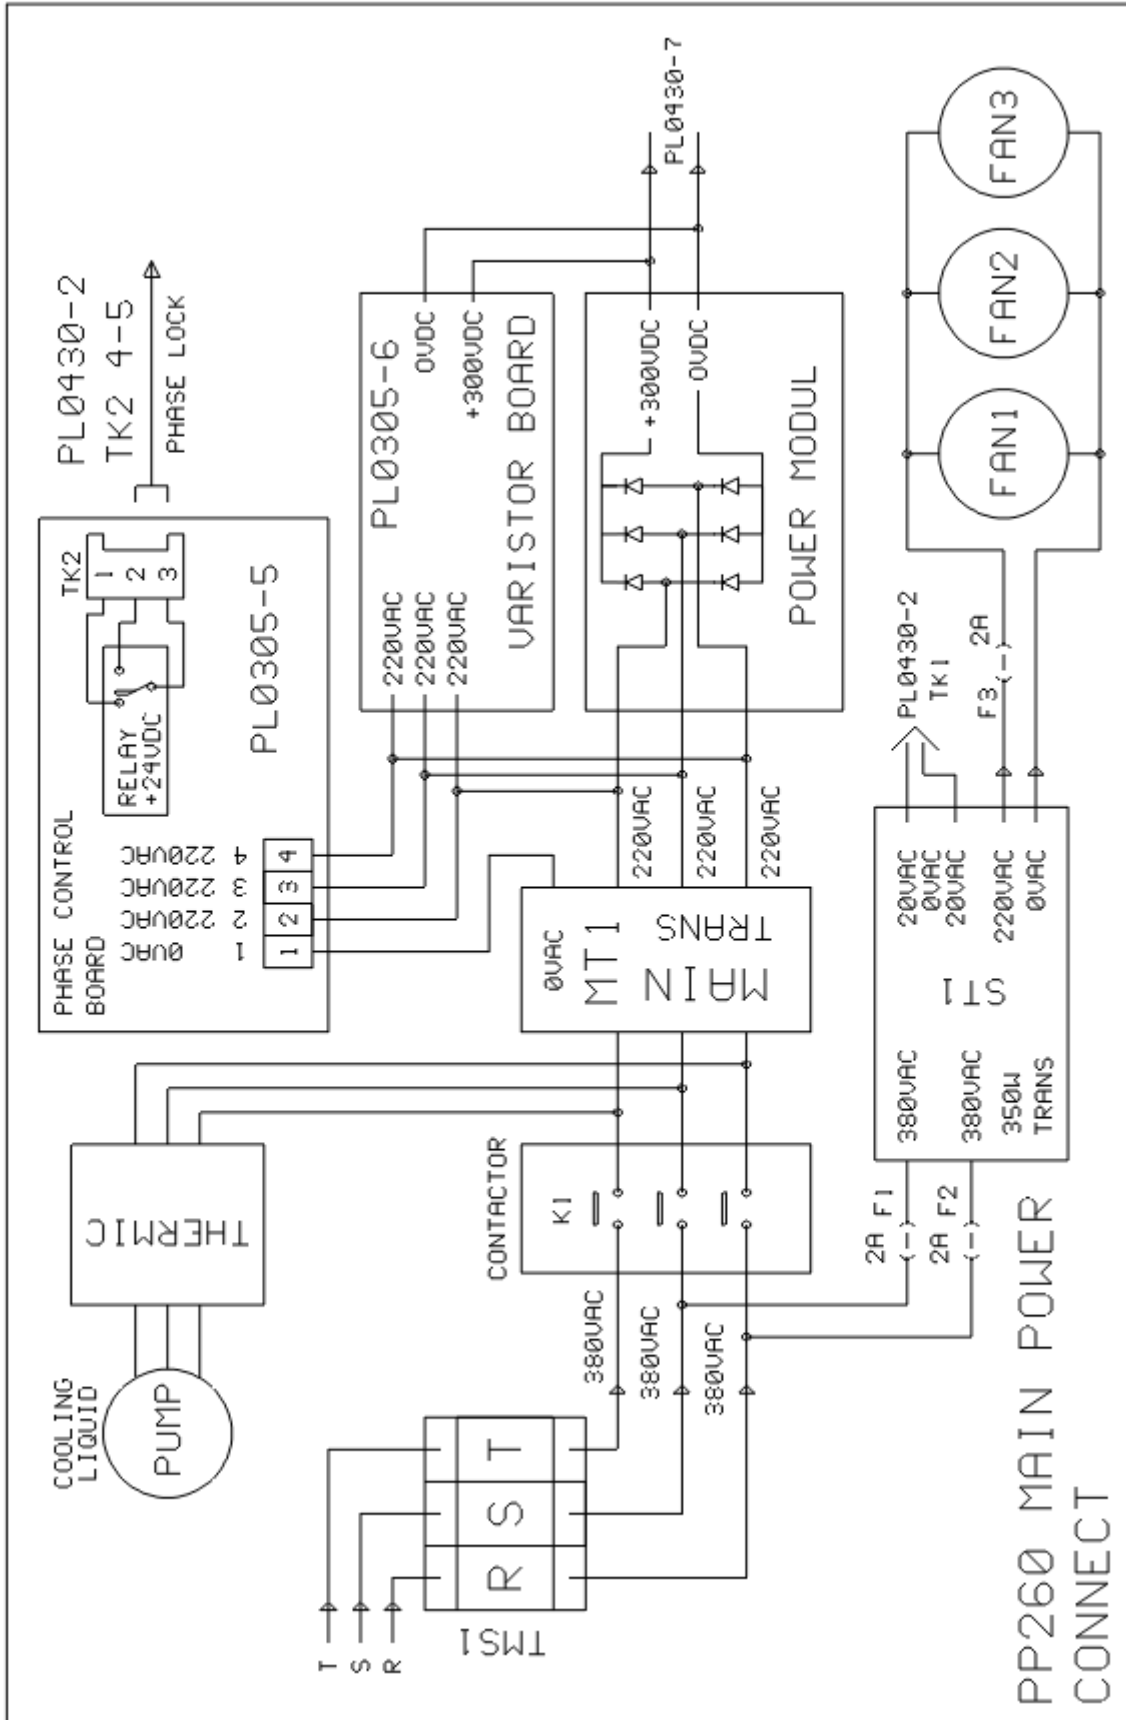 COOLING
LIQUID
PUMP
THERMIC
PHASE CONTROL
BOARD
0VAC 1
220VAC 2
220VAC 3
220VAC 4
1
2
3
4
RELAY
+24VDC
TK2
1
2
3
PL0305-5
PL0430-2
TK2 4-5
PHASE LOCK
T
S
R
TMS1
R
S
T
380VAC
380VAC
380VAC
CONTACTOR
K1
0VAC
MT1
MAIN
TRANS
220VAC
220VAC
220VAC
220VAC
220VAC
220VAC
PL0305-6
VARISTOR BOARD
0VDC
+300VDC
+300VDC
0VDC
POWER MODUL
PL0430-7
2A F1
2A F2
380VAC
380VAC
350W
TRANS
ST1
20VAC
0VAC
20VAC
220VAC
0VAC
PL0430-2
TK1
F3
2A
FAN1
FAN2
FAN3
PP260 MAIN POWER
CONNECT